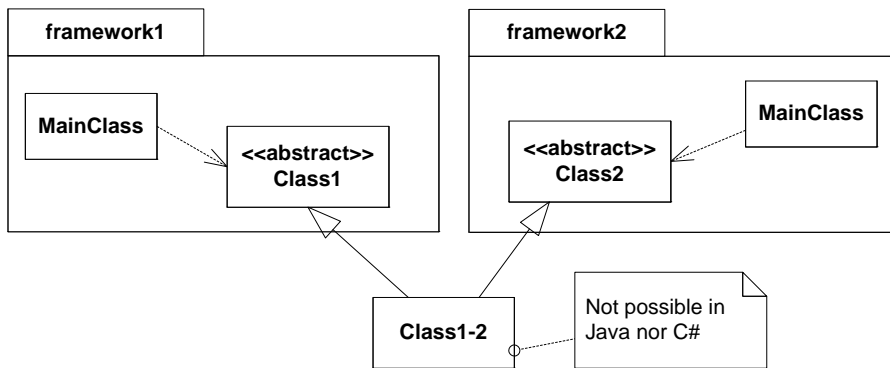 framework1
framework2
MainClass
<<abstract>>
Class1
<<abstract>>
Class2
MainClass
Class1-2
Not possible in
Java nor C#